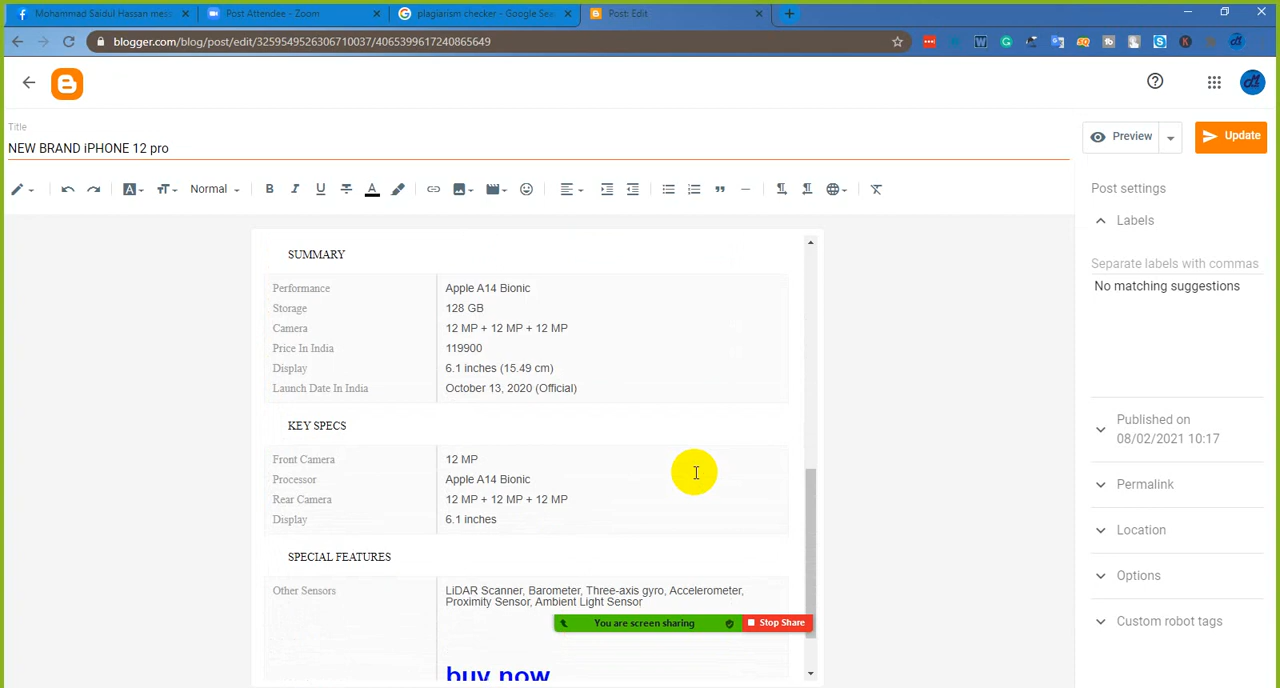 Mohammad Saidul Hassan mess
Post Attendee - Zoom
plagiarism checker - Google Sea
Post: Edit
blogger.com/blog/post/edit/3259549526306710037/4065399617240865649
Title
NEW BRAND iPHONE 12 pro
Preview
Update
Normal
Post settings
Labels
Separate labels with commas
No matching suggestions
Published on
08/02/2021 10:17
Permalink
Location
Options
Custom robot tags
SUMMARY
Performance Apple A14 Bionic
Storage 128 GB
Camera 12 MP + 12 MP + 12 MP
Price In India 119900
Display 6.1 inches (15.49 cm)
Launch Date In India October 13, 2020 (Official)
KEY SPECS
Front Camera 12 MP
Processor Apple A14 Bionic
Rear Camera 12 MP + 12 MP + 12 MP
Display 6.1 inches
SPECIAL FEATURES
Other Sensors LiDAR Scanner, Barometer, Three-axis gyro, Accelerometer,
Proximity Sensor, Ambient Light Sensor
You are screen sharing
Stop Share
buy now